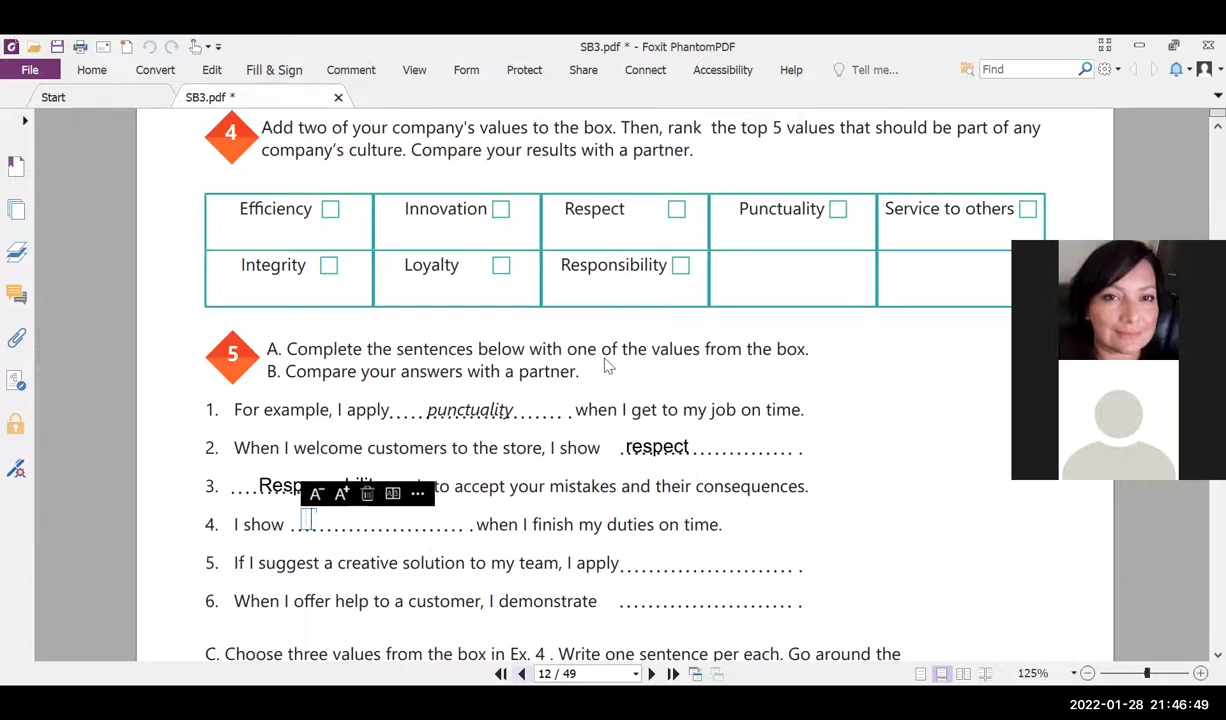 SB3.pdf * - Foxit PhantomPDF
File Home Convert Edit Fill & Sign Comment View Form Protect Share Connect Accessibility Help Tell me... Find
Start SB3.pdf *
4 Add two of your company's values to the box. Then, rank the top 5 values that should be part of any
company's culture. Compare your results with a partner.
Efficiency Innovation Respect Punctuality Service to others
Integrity Loyalty Responsibility
5 A. Complete the sentences below with one of the values from the box.
B. Compare your answers with a partner.
1. For example, I apply.....punctuality........when I get to my job on time.
2. When I welcome customers to the store, I show respect..............
3. ....to accept your mistakes and their consequences.
4. I show ..........................when I finish my duties on time.
5. If I suggest a creative solution to my team, I apply..........................
6. When I offer help to a customer, I demonstrate ..........................
C. Choose three values from the box in Ex. 4 . Write one sentence per each. Go around the
12 / 49 125%
2022-01-28 21:46:49